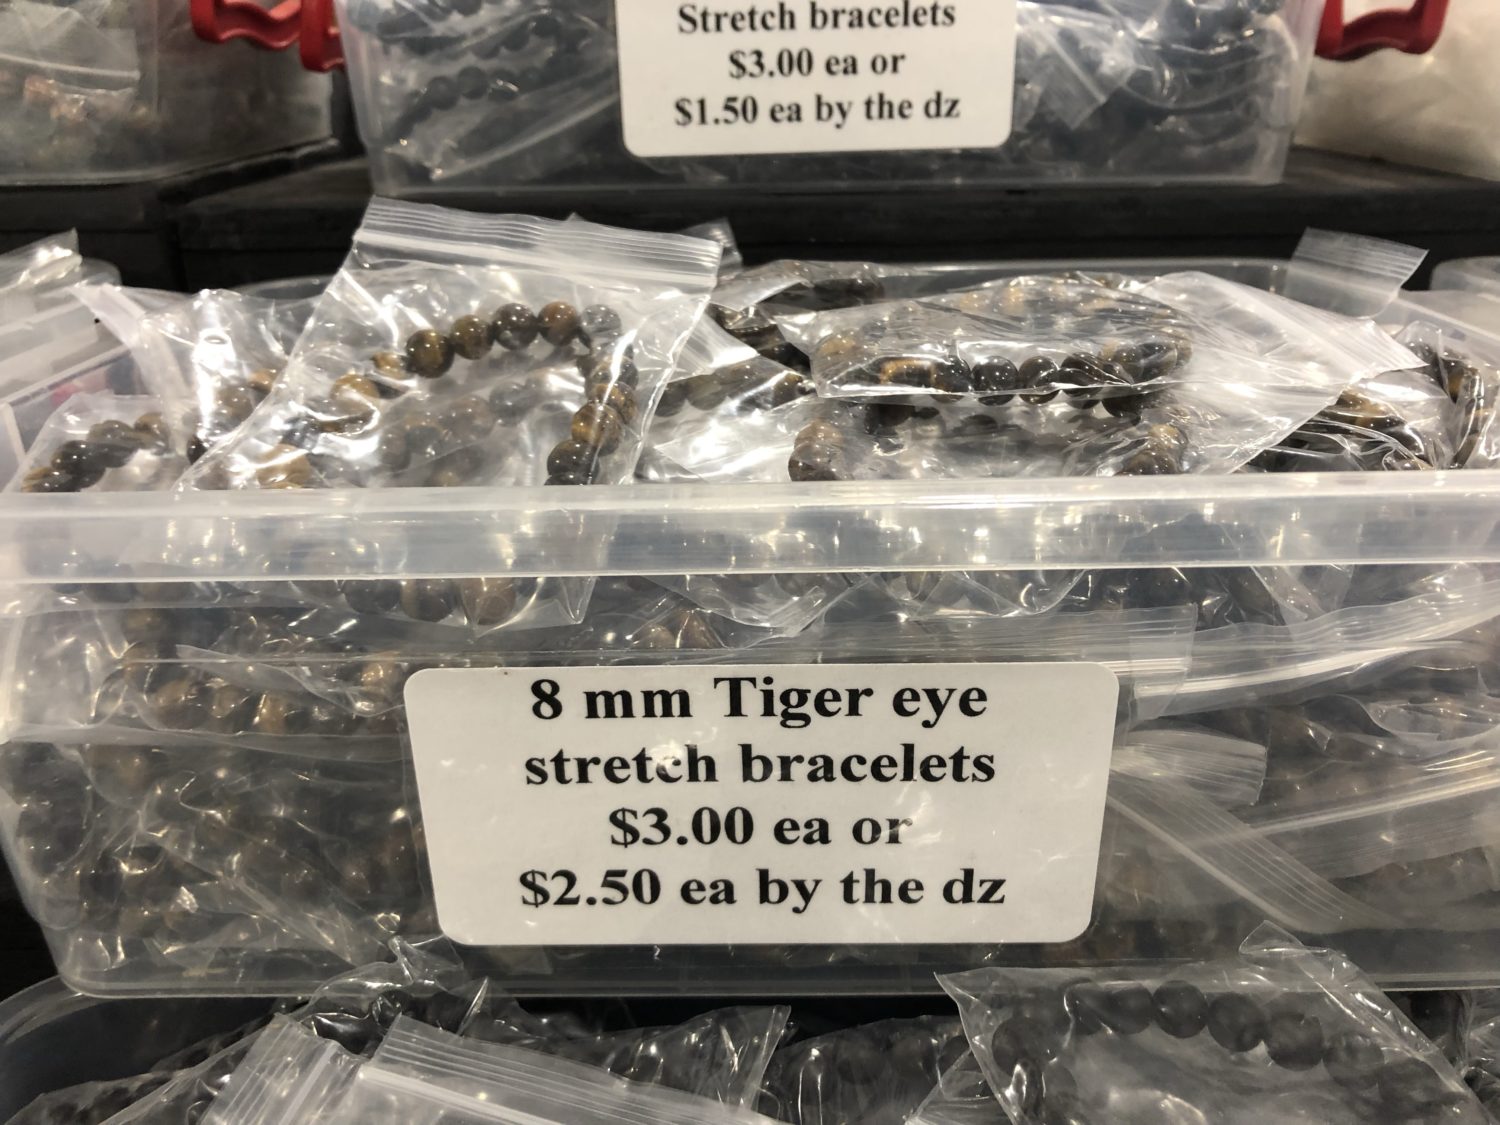 Stretch bracelets
$3.00 ea or
$1.50 ea by the dz
8 mm Tiger eye
stretch bracelets
$3.00 ea or
$2.50 ea by the dz